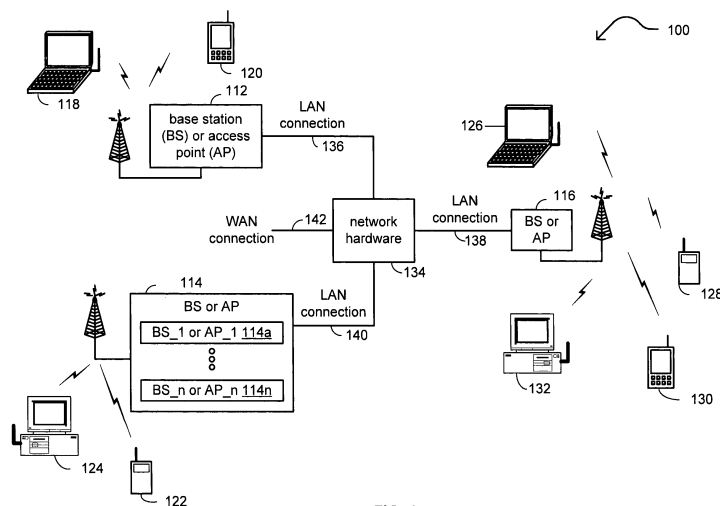 100
118
120
112
base station
(BS) or access
point (AP)
LAN
connection
136
126
WAN
connection
142
network
hardware
134
LAN
connection
138
116
BS or
AP
128
114
BS or AP
BS_1 or AP_1 114a
BS_n or AP_n 114n
LAN
connection
140
132
130
124
122